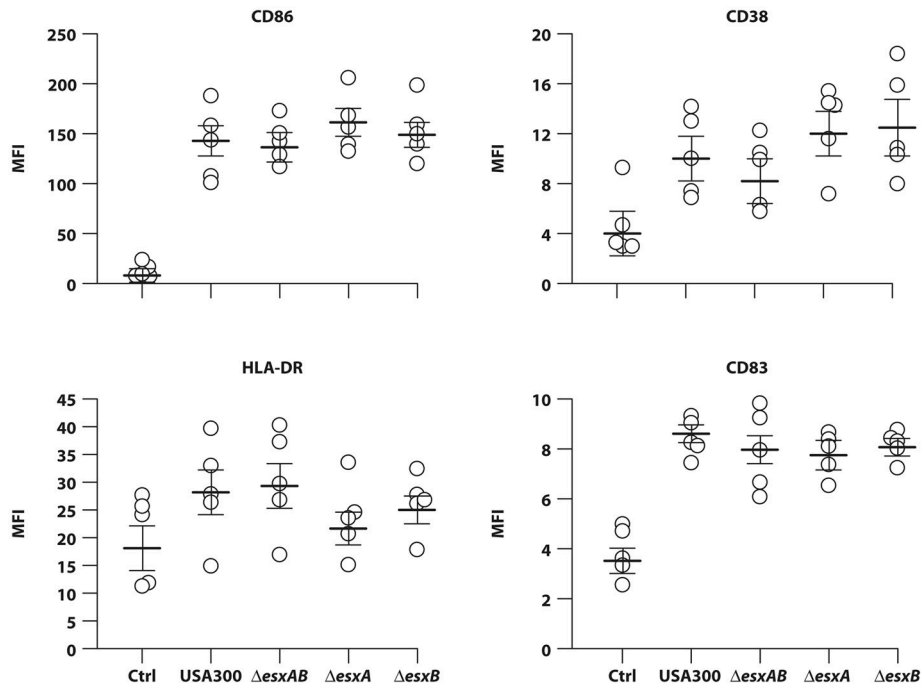 CD86
MFI
250
200
150
100
50
0
CD38
MFI
20
16
12
8
4
0
HLA-DR
MFI
45
40
35
30
25
20
15
10
5
0
Ctrl USA300 ΔesxAB ΔesxA ΔesxB
CD83
MFI
10
8
6
4
2
0
Ctrl USA300 ΔesxAB ΔesxA ΔesxB